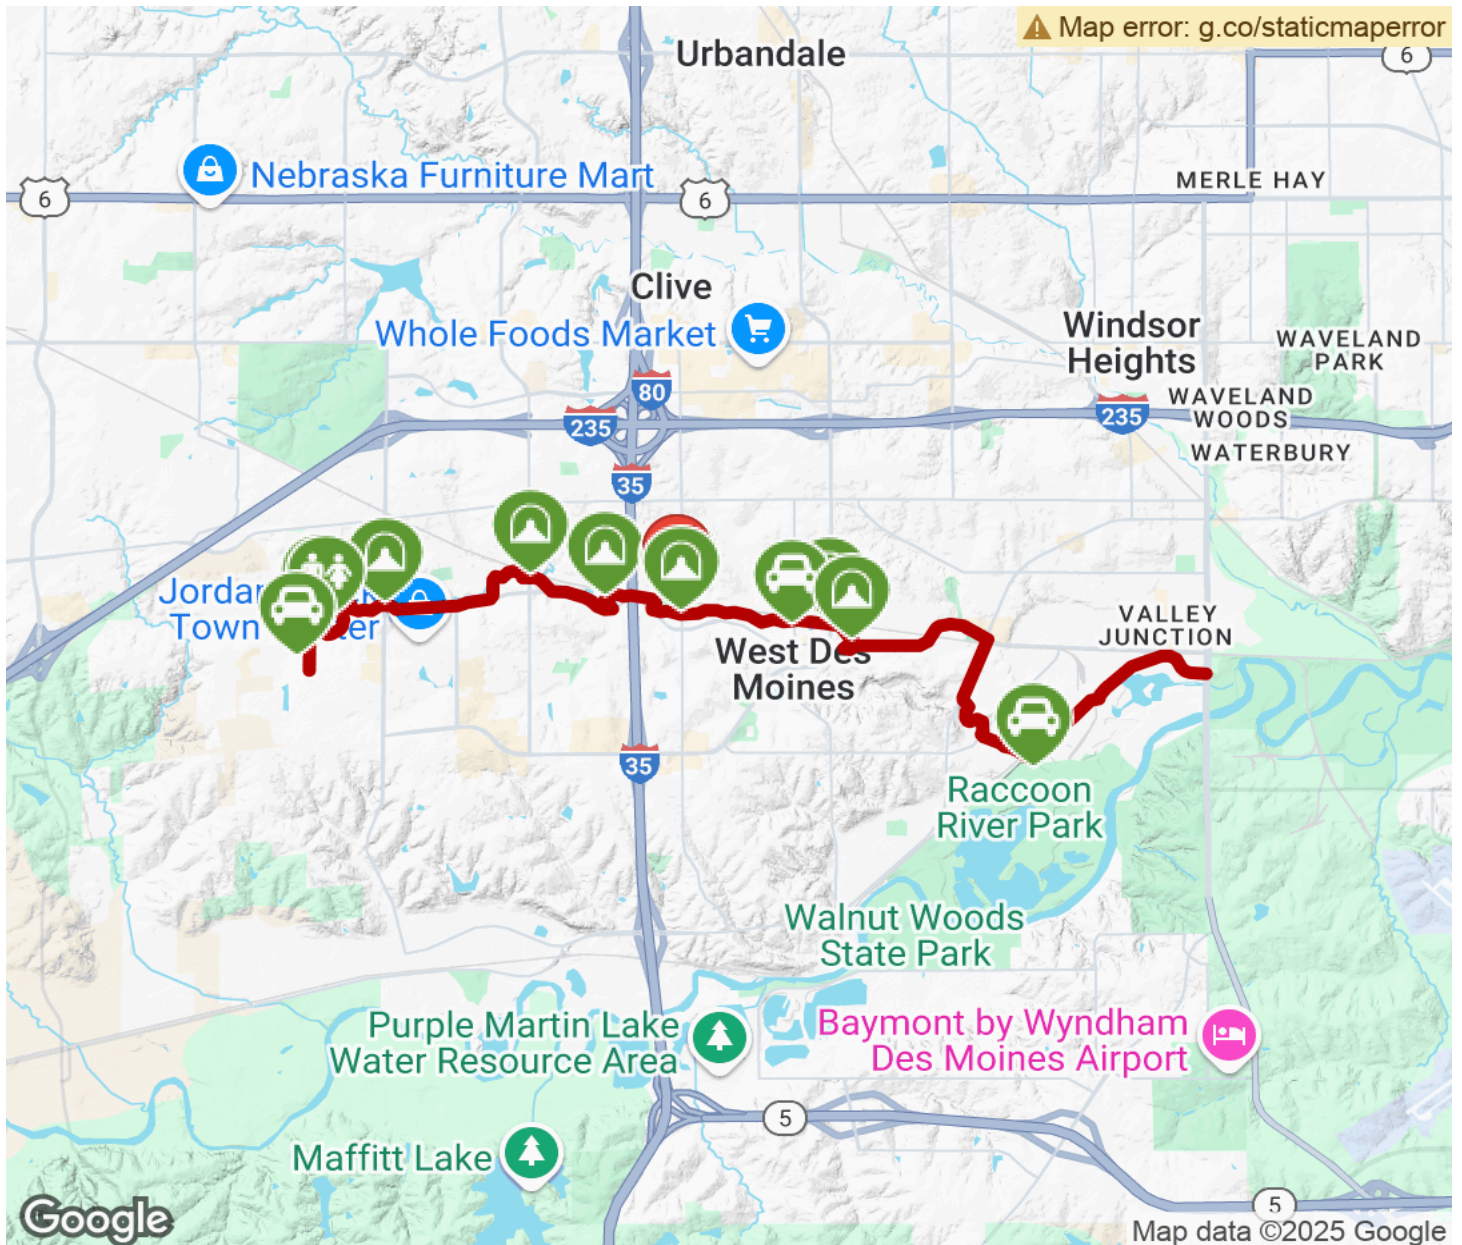 Map error: g.co/staticmaperror
Urbandale
6
Nebraska Furniture Mart
MERLE HAY
6
6
Clive
Whole Foods Market
Windsor
Heights
WAVELAND
PARK
80
WAVELAND
WOODS
235
235
WATERBURY
35
VALLEY
JUNCTION
Town
West Des
Moines
35
Raccoon
River Park
Walnut Woods
State Park
Purple Martin Lake
Water Resource Area
Baymont by Wyndham
Des Moines Airport
5
Maffitt Lake
5
Google
Map data ©2025 Google